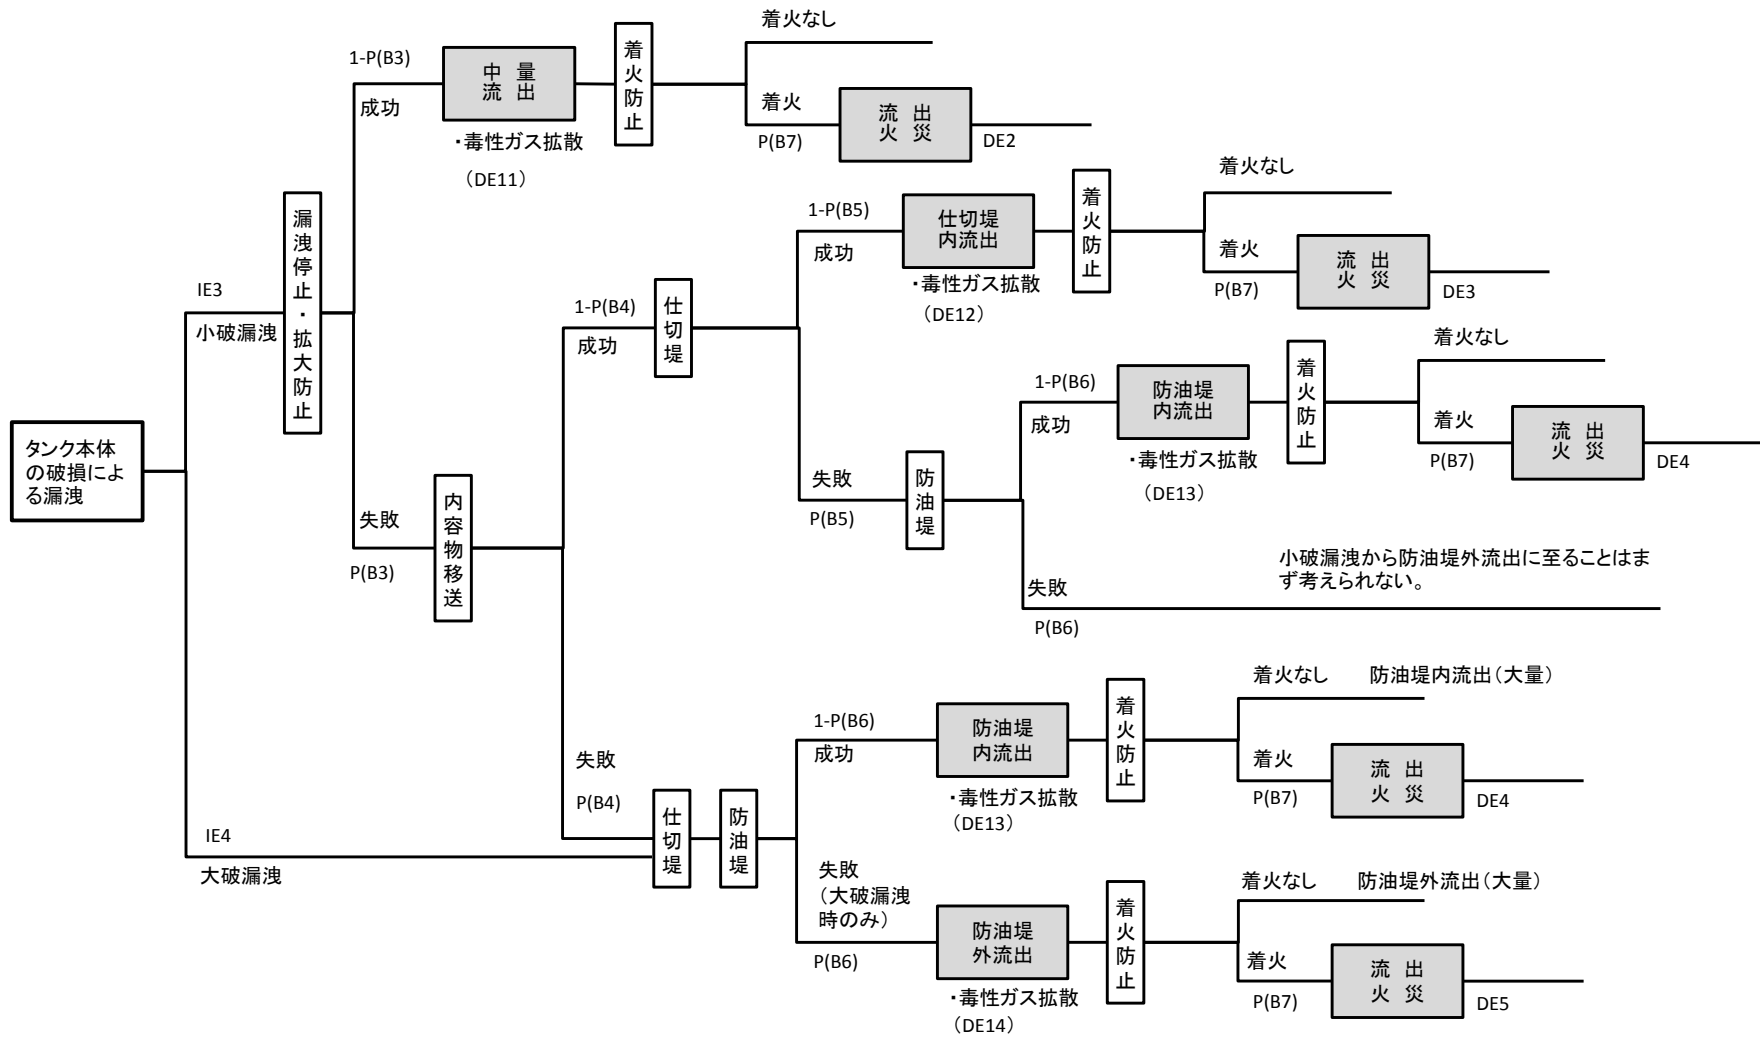 タンク本体
の破損によ
る漏洩
IE3
小破漏洩
IE4
大破漏洩
漏洩停止・拡大防止
1-P(B3)
成功
失敗
P(B3)
中 量
流 出
・毒性ガス拡散
（DE11）
着火防止
着火なし
着火
P(B7)
流 出
火 災
DE2
内容物移送
1-P(B4)
成功
失敗
P(B4)
仕切堤
1-P(B5)
成功
失敗
P(B5)
仕切堤
内流出
・毒性ガス拡散
（DE12）
着火防止
着火なし
着火
P(B7)
流 出
火 災
DE3
防油堤
1-P(B6)
成功
失敗
P(B6)
防油堤
内流出
・毒性ガス拡散
（DE13）
着火防止
着火なし
着火
P(B7)
流 出
火 災
DE4
小破漏洩から防油堤外流出に至ることはま
ず考えられない。
仕切堤
防油堤
1-P(B6)
成功
防油堤
内流出
・毒性ガス拡散
（DE13）
着火防止
着火なし
防油堤内流出（大量）
着火
P(B7)
流 出
火 災
DE4
失敗
（大破漏洩
時のみ）
P(B6)
防油堤
外流出
・毒性ガス拡散
（DE14）
着火防止
着火なし
防油堤外流出（大量）
着火
P(B7)
流 出
火 災
DE5